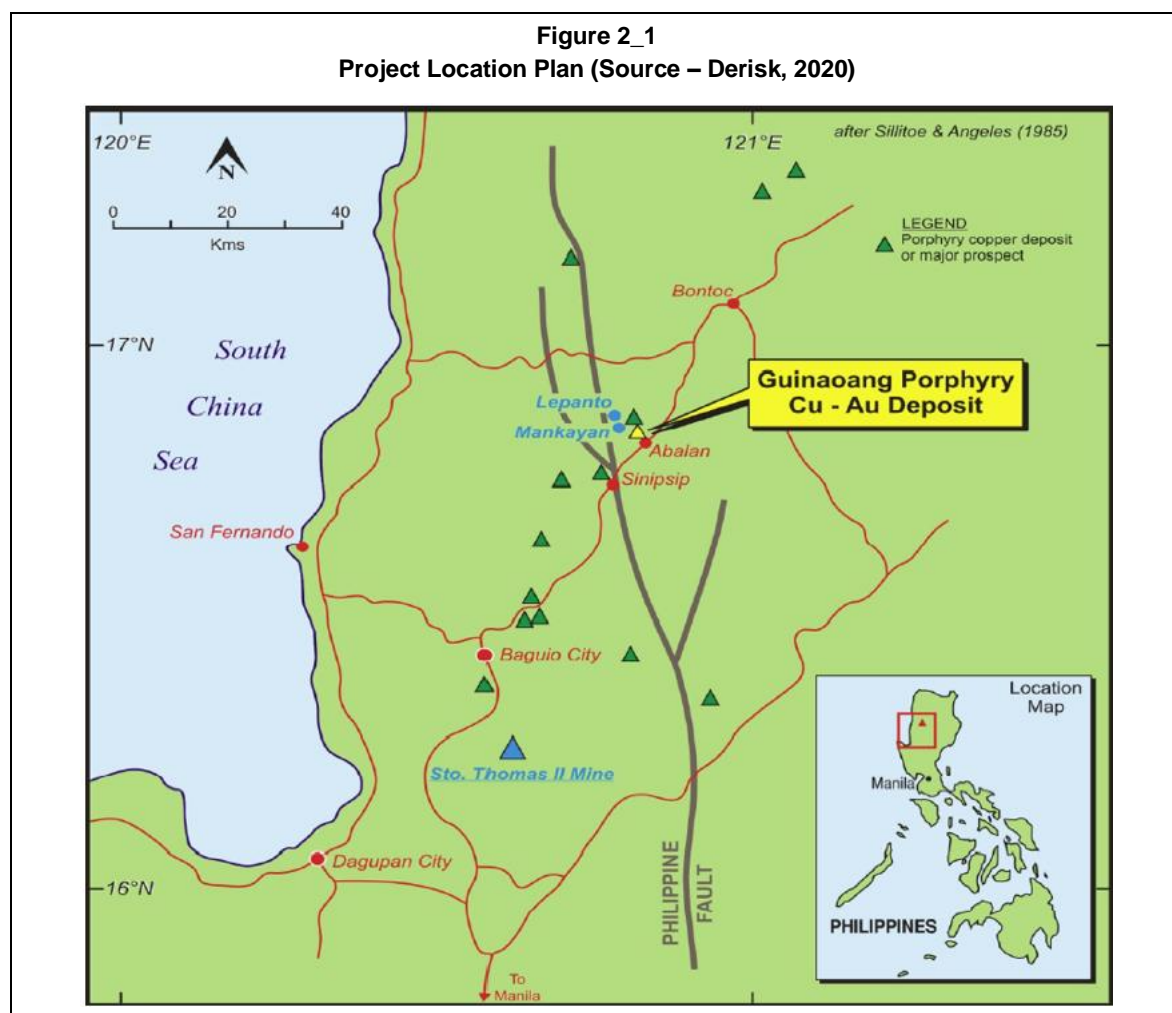 Figure 2_1
Project Location Plan (Source – Derisk, 2020)
120°E
121°E
after Sillitoe & Angeles (1985)
N
0 20 40
Kms
LEGEND
Porphyry copper deposit
or major prospect
Bontoc
17°N
South
China
Sea
Guinaoang Porphyry
Cu - Au Deposit
Lepanto
Mankayan
Abalan
Sinipsip
San Fernando
Baguio City
Location
Map
Sto. Thomas II Mine
Manila
Dagupan City
16°N
PHILIPPINE
FAULT
PHILIPPINES
To
Manila